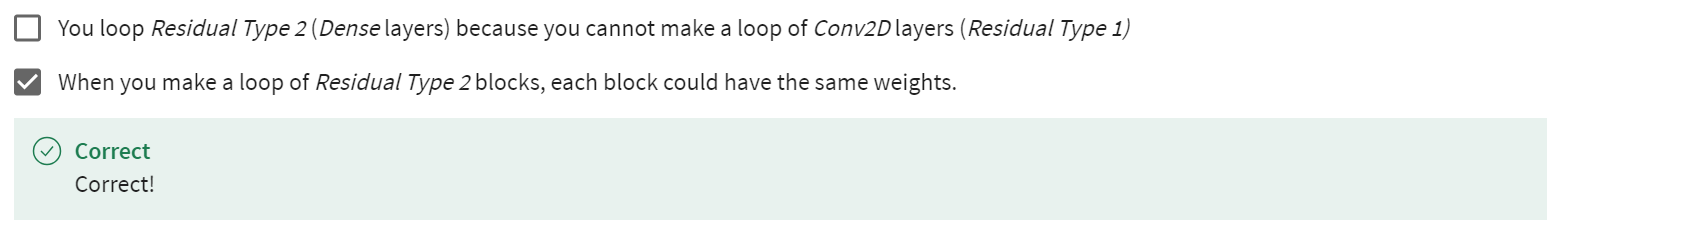 You loop Residual Type 2 (Dense layers) because you cannot make a loop of Conv2D layers (Residual Type 1)
When you make a loop of Residual Type 2 blocks, each block could have the same weights.
Correct
Correct!